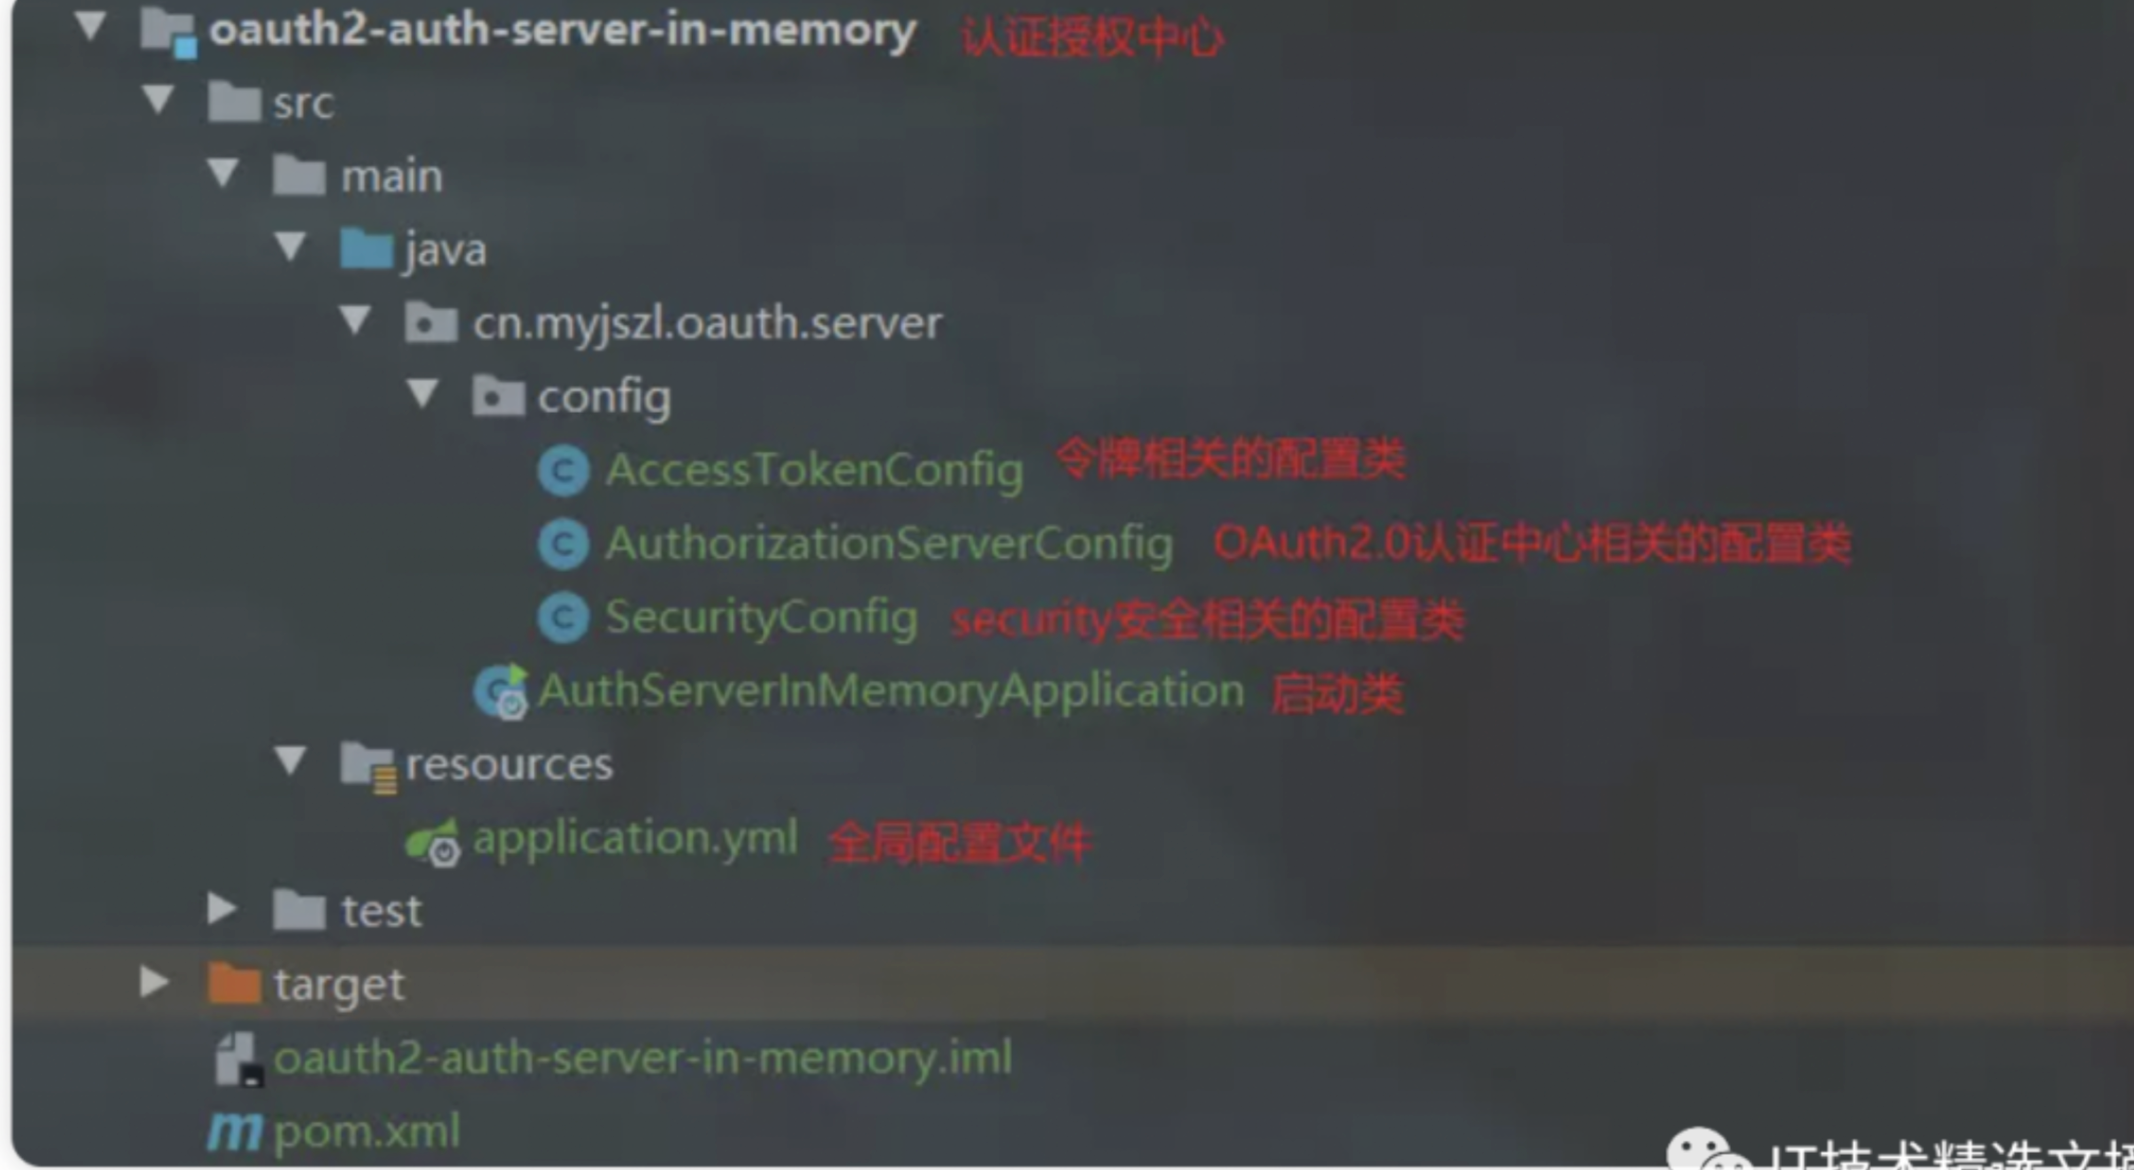 oauth2-auth-server-in-memory 认证授权中心
src
main
java
cn.myjszl.oauth.server
config
AccessTokenConfig 令牌相关的配置类
AuthorizationServerConfig OAuth2.0认证中心相关的配置类
SecurityConfig security安全相关的配置类
AuthServerInMemoryApplication 启动类
resources
application.yml 全局配置文件
test
target
oauth2-auth-server-in-memory.iml
pom.xml
IT技术精选文摘